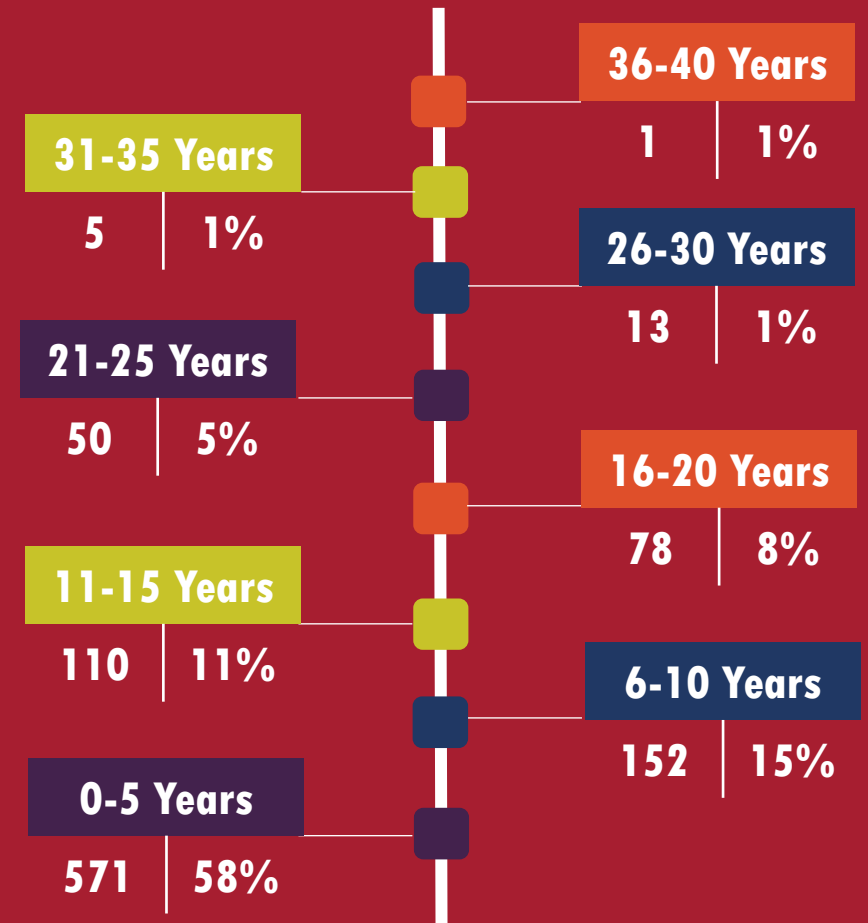 36-40 Years
1 1%
31-35 Years
5 1%
26-30 Years
13 1%
21-25 Years
50 5%
16-20 Years
78 8%
11-15 Years
110 11%
6-10 Years
152 15%
0-5 Years
571 58%